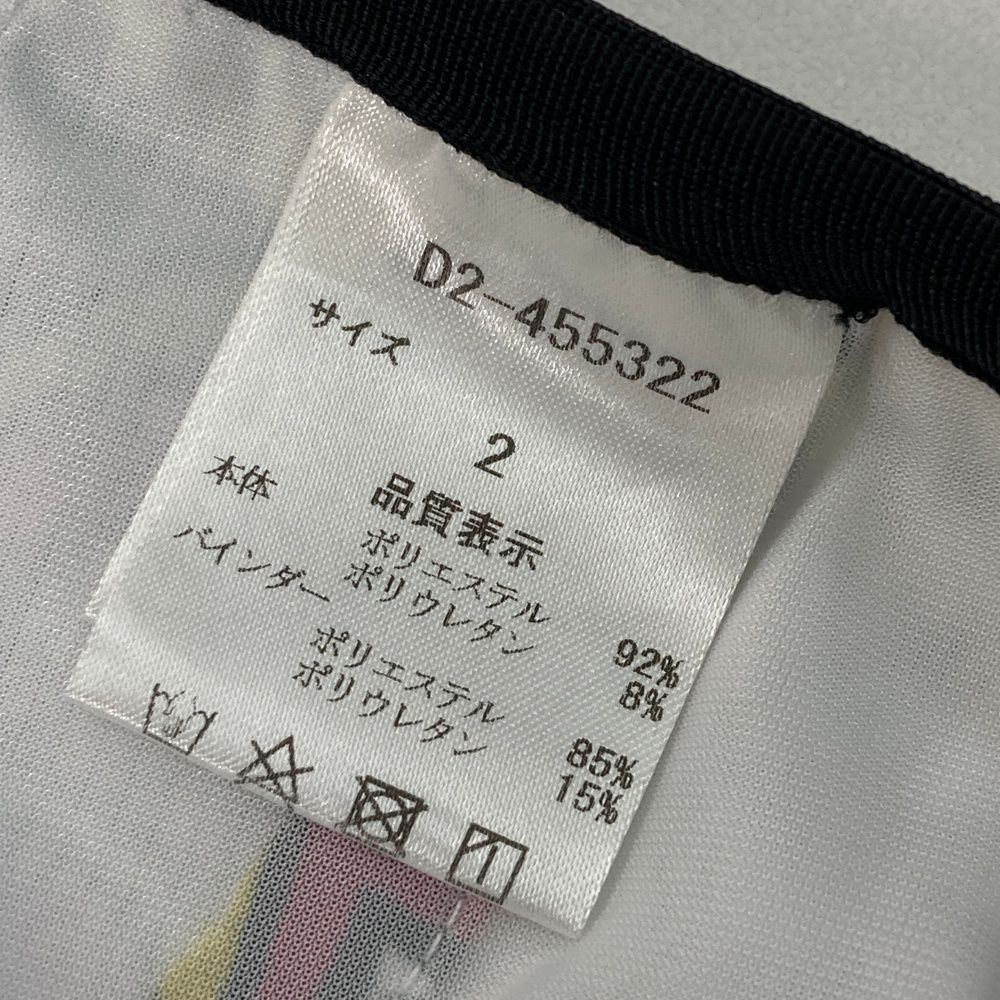 D2-455322
サイズ
2
品質表示
本体
ポリエステル 92%
ポリウレタン 8%
バインダー
ポリエステル 85%
ポリウレタン 15%